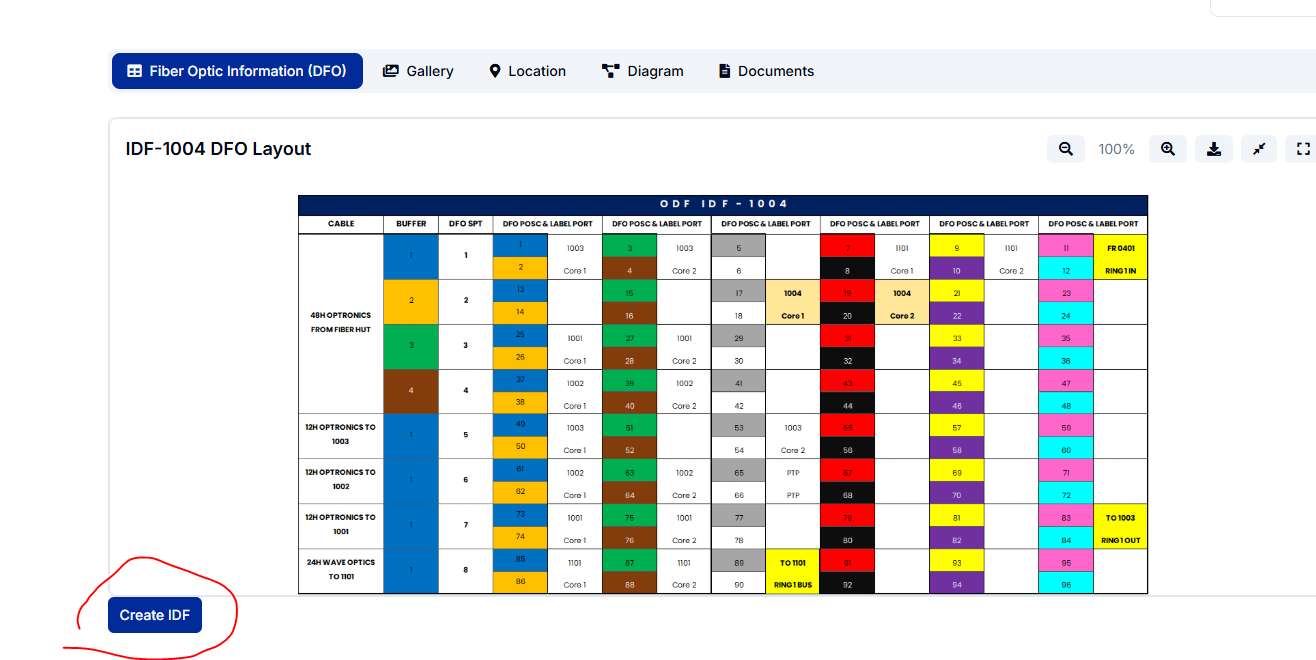 Fiber Optic Information (DFO) Gallery Location Diagram Documents
IDF-1004 DFO Layout 100%
ODF IDF-1004
CABLE BUFFER DFO SPT DFO POSC & LABEL PORT DFO POSC & LABEL PORT DFO POSC & LABEL PORT DFO POSC & LABEL PORT DFO POSC & LABEL PORT DFO POSC & LABEL PORT
48H OPTRONICS
FROM FIBER HUT
1 1 1 1003 3 1003 5 7 1101 9 1101 11 FR 0401
2 Core 1 4 Core 2 6 8 Core 1 10 Core 2 12 RING 1 IN
2 2 13 15 17 1004 19 1004 21 23
14 16 18 Core 1 20 Core 2 22 24
3 3 25 1001 27 1001 29 31 33 35
26 Core 1 28 Core 2 30 32 34 36
4 4 37 1002 39 1002 41 43 45 47
38 Core 1 40 Core 2 42 44 46 48
12H OPTRONICS TO
1003
1 5 49 1003 51 53 1003 55 57 59
50 Core 1 52 54 Core 2 56 58 60
12H OPTRONICS TO
1002
1 6 61 1002 63 1002 65 PTP 67 69 71
62 Core 1 64 Core 2 66 PTP 68 70 72
12H OPTRONICS TO
1001
1 7 73 1001 75 1001 77 79 81 83 TO 1003
74 Core 1 76 Core 2 78 80 82 84 RING 1 OUT
24H WAVE OPTICS
TO 1101
1 8 85 1101 87 1101 89 TO 1101 91 93 95
86 Core 1 88 Core 2 90 RING 1 BUS 92 94 96
Create IDF